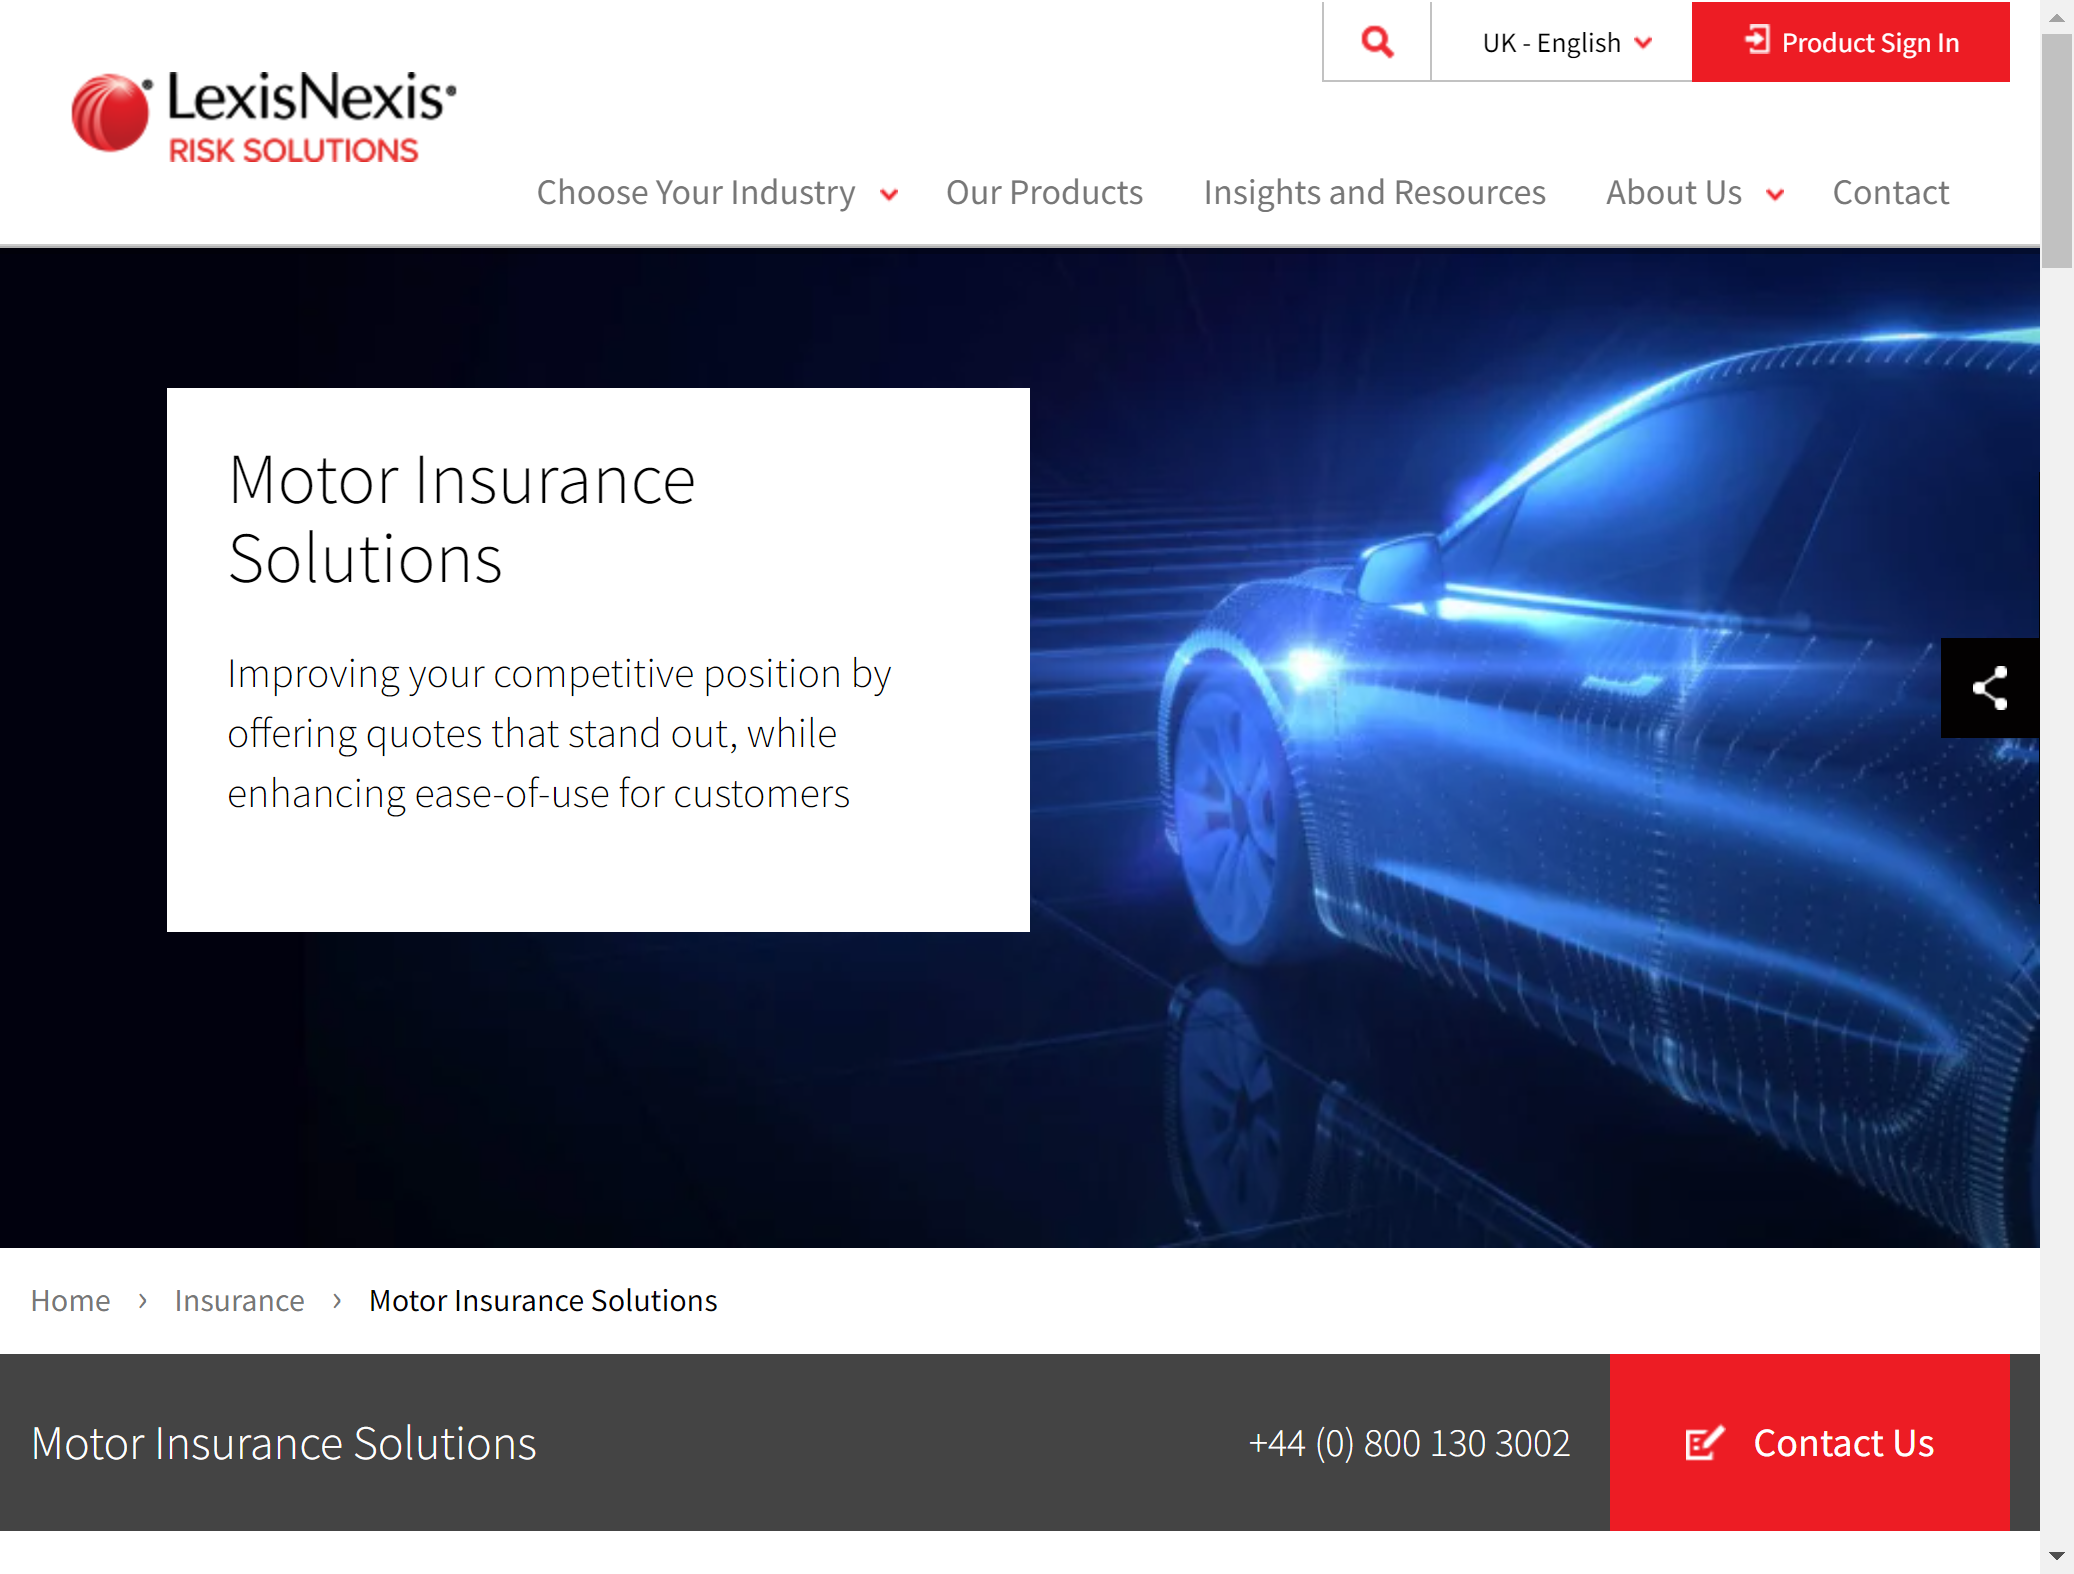 UK - English
Product Sign In
LexisNexis
RISK SOLUTIONS
Choose Your Industry
Our Products
Insights and Resources
About Us
Contact
Motor Insurance
Solutions
Improving your competitive position by
offering quotes that stand out, while
enhancing ease-of-use for customers
Home › Insurance › Motor Insurance Solutions
Motor Insurance Solutions
+44 (0) 800 130 3002
Contact Us